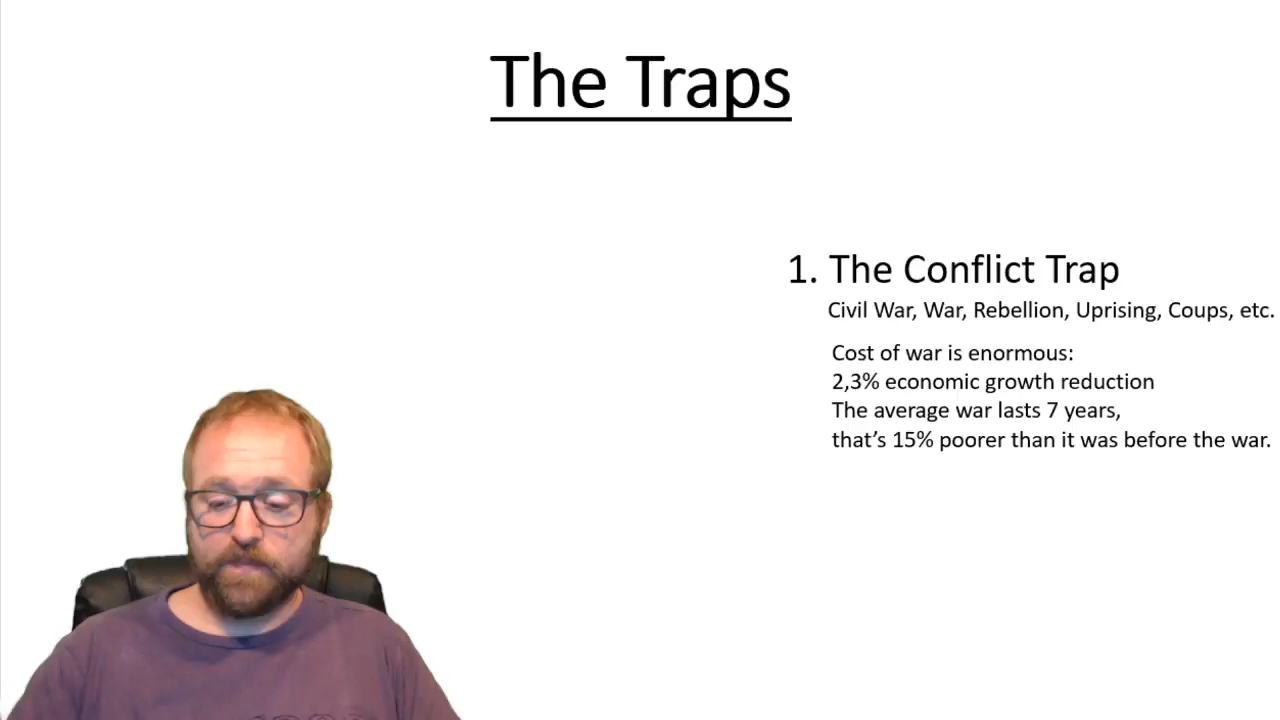 The Traps
1. The Conflict Trap
Civil War, War, Rebellion, Uprising, Coups, etc.
Cost of war is enormous:
2,3% economic growth reduction
The average war lasts 7 years,
that’s 15% poorer than it was before the war.